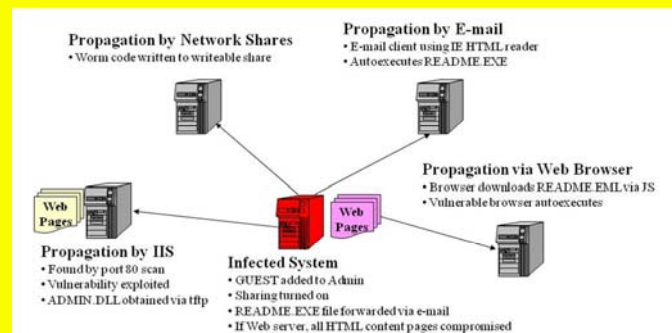 Propagation by Network Shares
• Worm code written to writeable share
Propagation by E-mail
• E-mail client using IE HTML reader
• Autoexecutes README.EXE
Propagation via Web Browser
• Browser downloads README.EML via JS
• Vulnerable browser autoexecutes
Web
Pages
Web
Pages
Propagation by IIS
• Found by port 80 scan
• Vulnerability exploited
• ADMIN.DLL obtained via tftp
Infected System
• GUEST added to Admin
• Sharing turned on
• README.EXE file forwarded via e-mail
• If Web server, all HTML content pages compromised